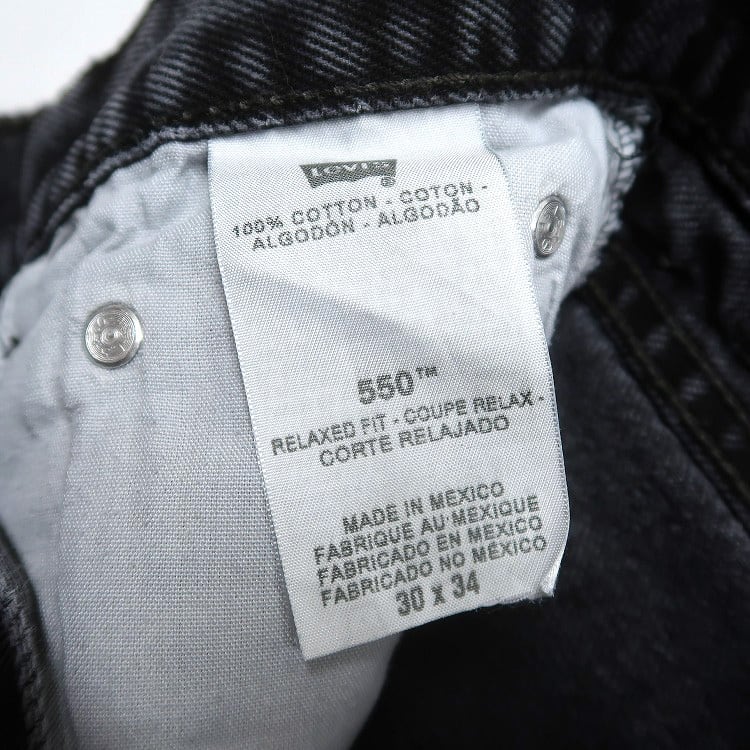 Levi's ®
100% COTTON - COTON -
ALGODÓN - ALGODÃO
550™
RELAXED FIT - COUPE RELAX -
CORTE RELAJADO
MADE IN MEXICO
FABRIQUE AU MEXIQUE
FABRICADO EN MEXICO
FABRICADO NO MÉXICO
30 x 34